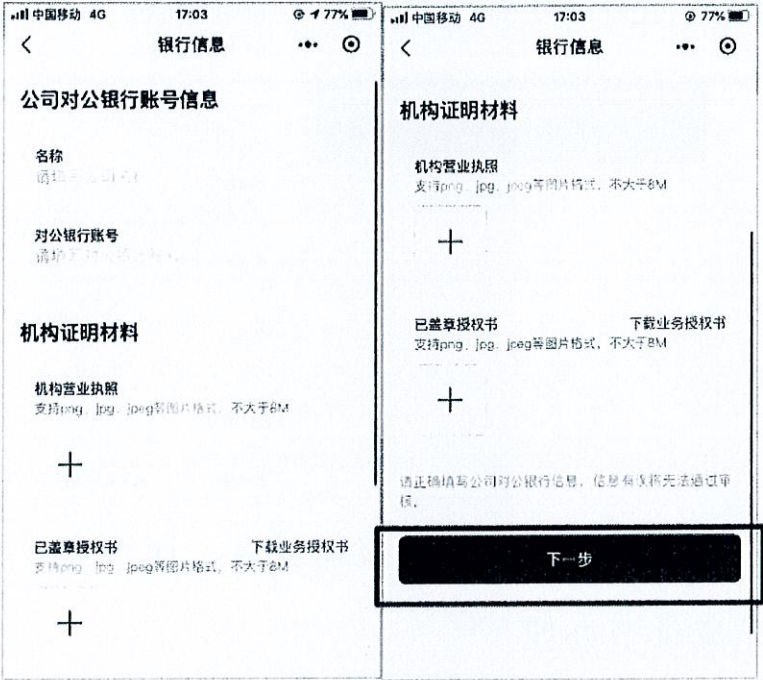 中国移动 4G 17:03 77%
银行信息
公司对公银行账号信息
名称
对公银行账号
机构证明材料
机构营业执照
支持png、jpg、jpeg等图片格式，不大于8M
已盖章授权书 下载业务授权书
支持png、jpg、jpeg等图片格式，不大于8M
中国移动 4G 17:03 77%
银行信息
机构证明材料
机构营业执照
支持png、jpg、jpeg等图片格式，不大于8M
已盖章授权书 下载业务授权书
支持png、jpg、jpeg等图片格式，不大于8M
请正确填写公司对公银行信息，信息有误将无法通过审
核。
下一步